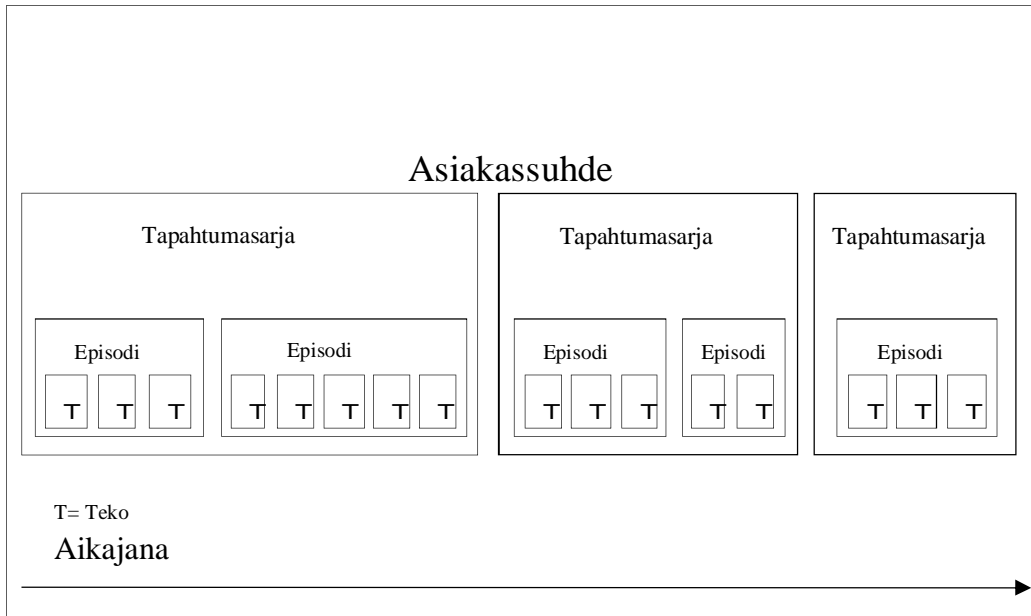 Asiakassuhde
Tapahtumasarja Tapahtumasarja Tapahtumasarja
Episodi Episodi Episodi Episodi Episodi
T T T T T T T T T T T T T T T T
T= Teko
Aikajana